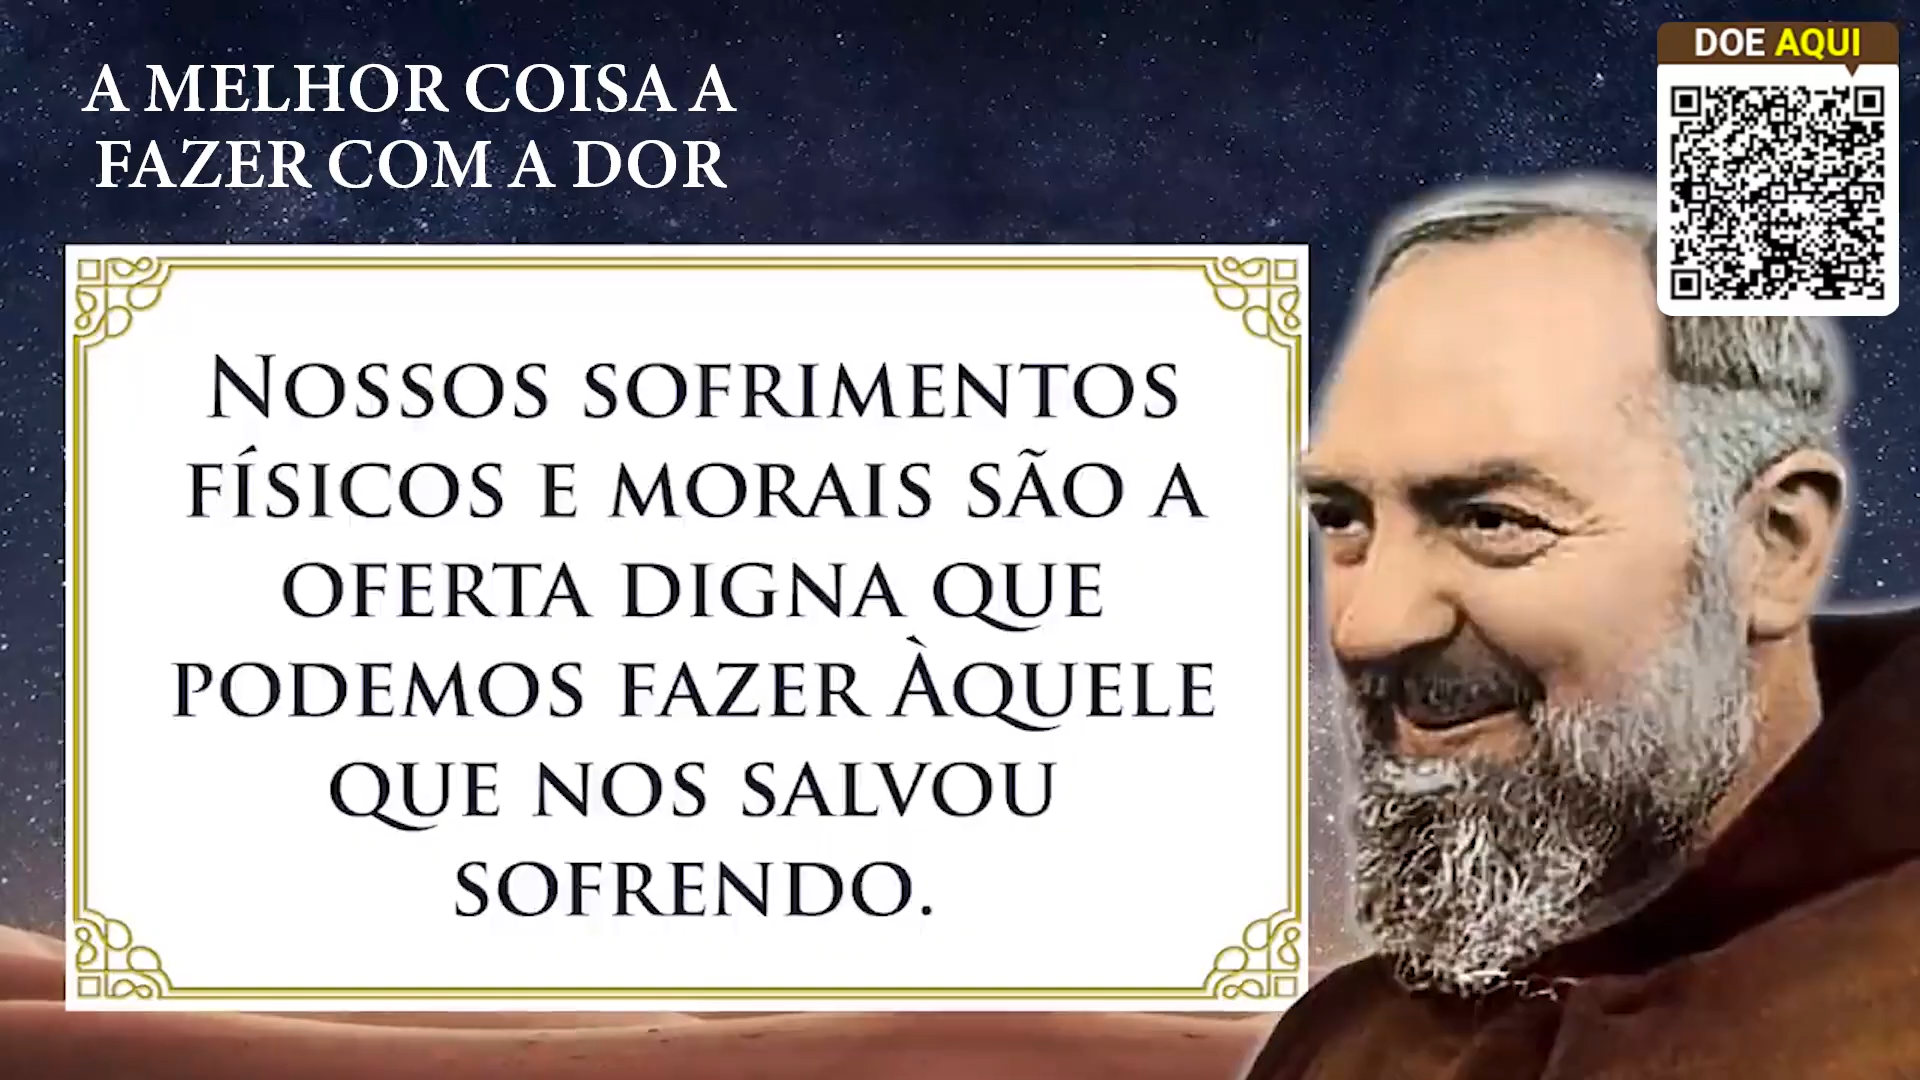 A MELHOR COISA A
FAZER COM A DOR
DOE AQUI
NOSSOS SOFRIMENTOS
FÍSICOS E MORAIS SÃO A
OFERTA DIGNA QUE
PODEMOS FAZER ÀQUELE
QUE NOS SALVOU
SOFRENDO.